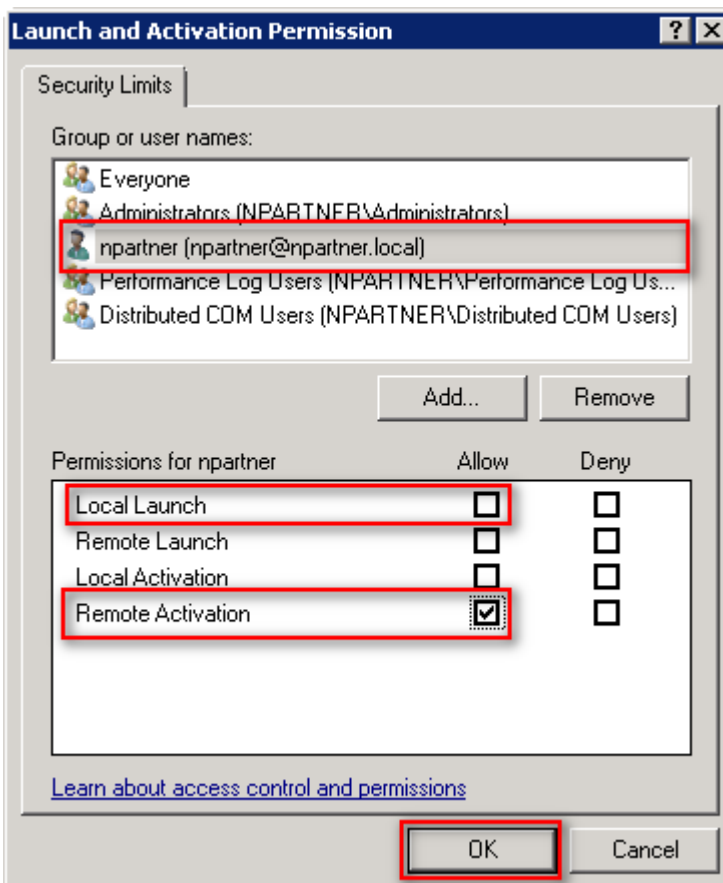 Launch and Activation Permission
Security Limits
Group or user names:
Everyone
Administrators (NPARTNER\Administrators)
npartner (npartner@npartner.local)
Performance Log Users (NPARTNER\Performance Log Us...
Distributed COM Users (NPARTNER\Distributed COM Users)
Add... Remove
Permissions for npartner Allow Deny
Local Launch
Remote Launch
Local Activation
Remote Activation
Learn about access control and permissions
OK Cancel